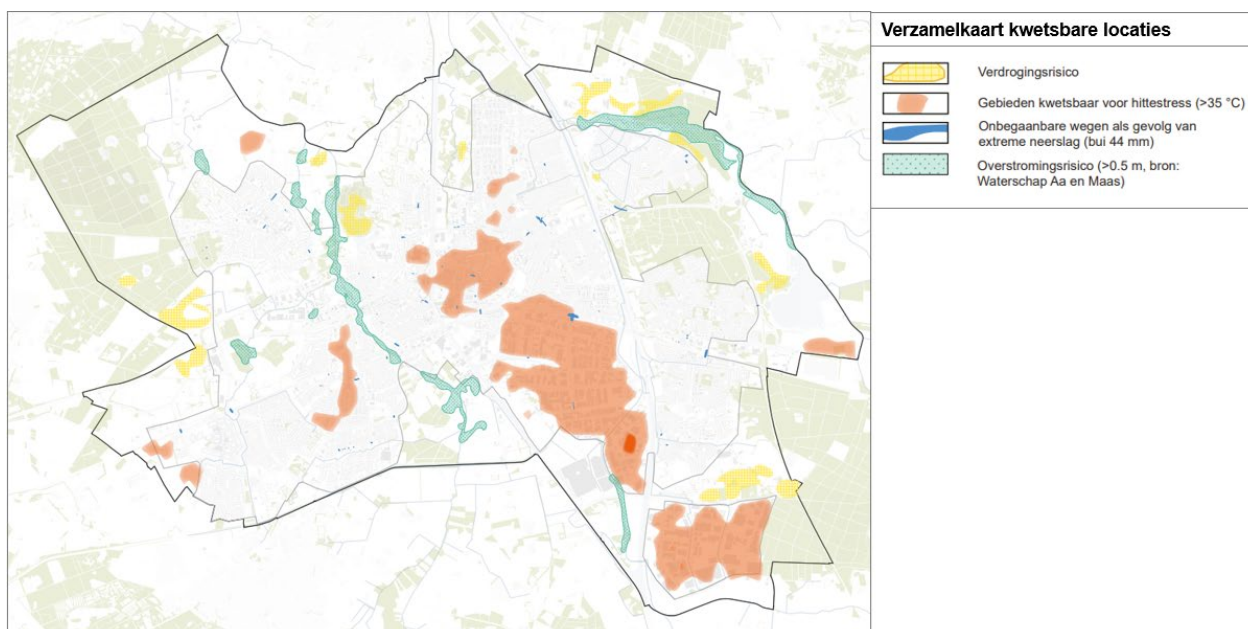 Verzamelkaart kwetsbare locaties
Verdrogingsrisico
Gebieden kwetsbaar voor hittestress (>35 °C)
Onbegaanbare wegen als gevolg van
extreme neerslag (bui 44 mm)
Overstromingsrisico (>0.5 m, bron:
Waterschap Aa en Maas)